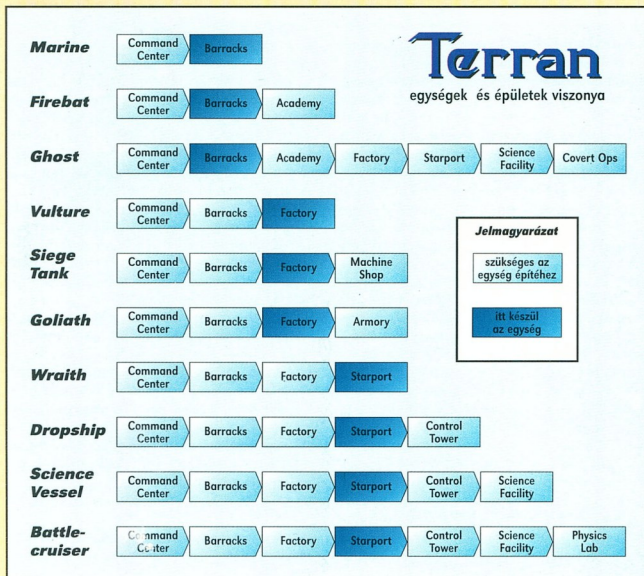 Terran
egységek és épületek viszonya
Marine
Command
Center
Barracks
Firebat
Command
Center
Barracks
Academy
Ghost
Command
Center
Barracks
Academy
Factory
Starport
Science
Facility
Covert Ops
Vulture
Command
Center
Barracks
Factory
Jelmagyarázat
szükséges az
egység építéhez
itt készül
az egység
Siege
Tank
Command
Center
Barracks
Factory
Machine
Shop
Goliath
Command
Center
Barracks
Factory
Armory
Wraith
Command
Center
Barracks
Factory
Starport
Dropship
Command
Center
Barracks
Factory
Starport
Control
Tower
Science
Vessel
Command
Center
Barracks
Factory
Starport
Control
Tower
Science
Facility
Battle-
cruiser
Command
Center
Barracks
Factory
Starport
Control
Tower
Science
Facility
Physics
Lab